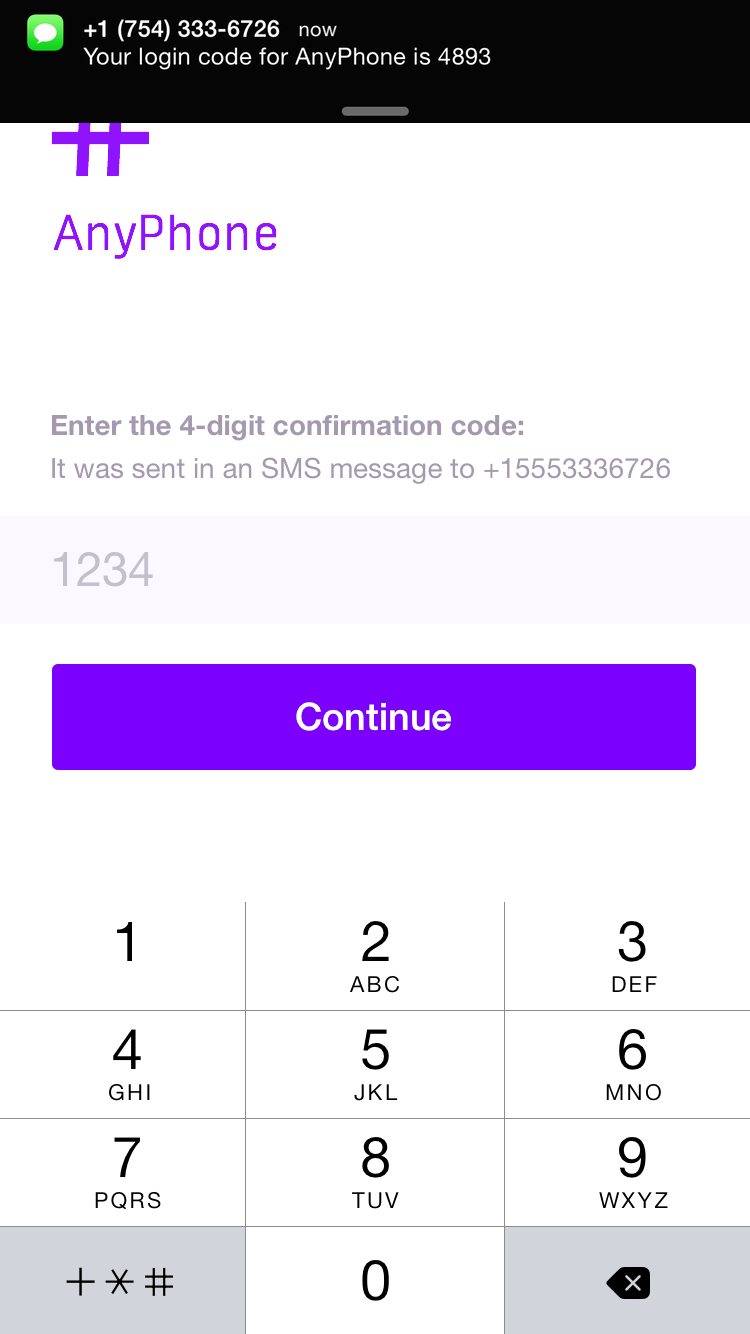 +1 (754) 333-6726 now
Your login code for AnyPhone is 4893
#
AnyPhone
Enter the 4-digit confirmation code:
It was sent in an SMS message to +15553336726
1234
Continue
1 2 3
ABC DEF
4 5 6
GHI JKL MNO
7 8 9
PQRS TUV WXYZ
+*# 0